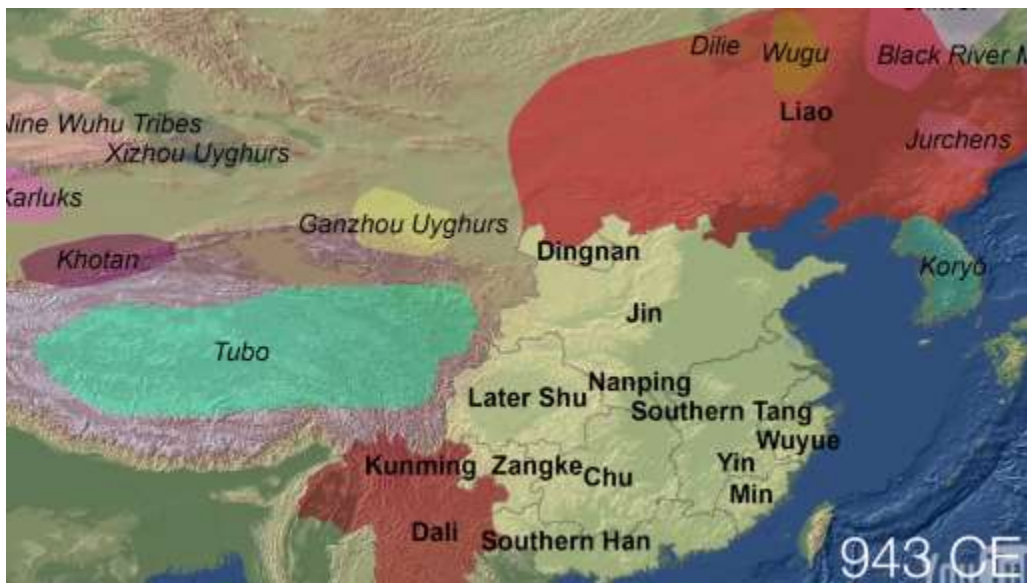 Dilie
Wugu
Black River M
Liao
Nine Wuhu Tribes
Jurchens
Xizhou Uyghurs
Karluks
Ganzhou Uyghurs
Khotan
Dingnan
Koryó
Jin
Tubo
Nanping
Later Shu
Southern Tang
Wuyue
Kunming
Zangke
Chu
Yin
Min
Dali
Southern Han
943 CE